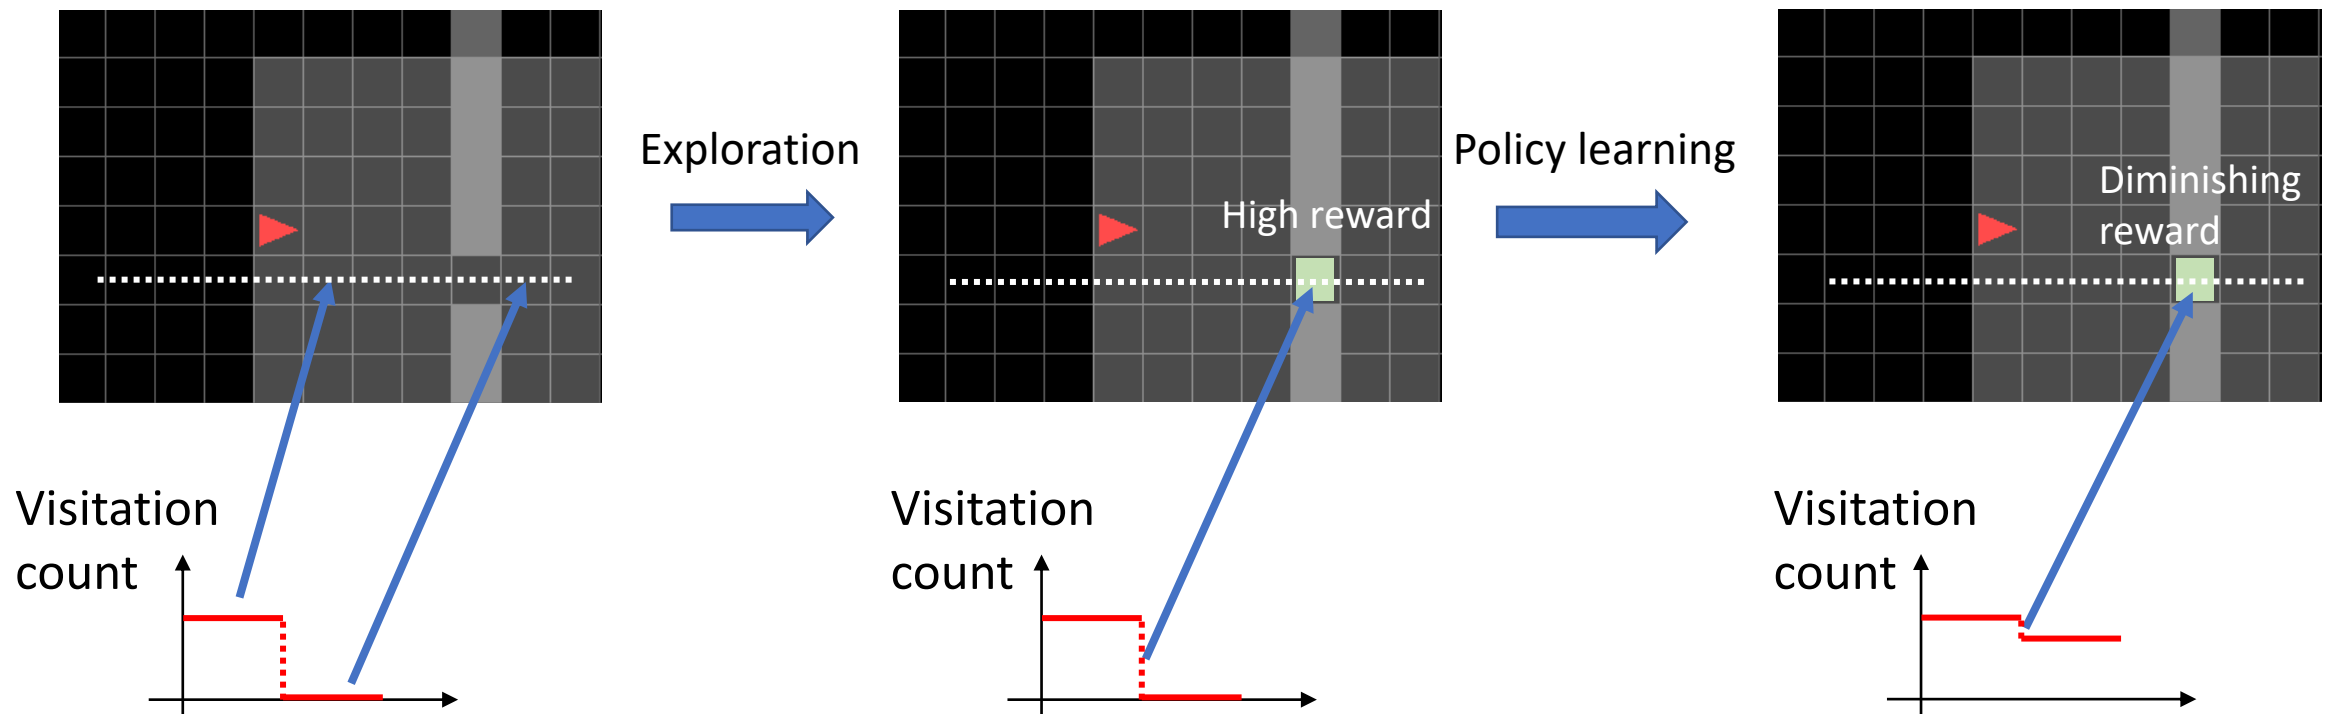 Exploration
Policy learning
High reward
Diminishing
reward
Visitation
count
Visitation
count
Visitation
count